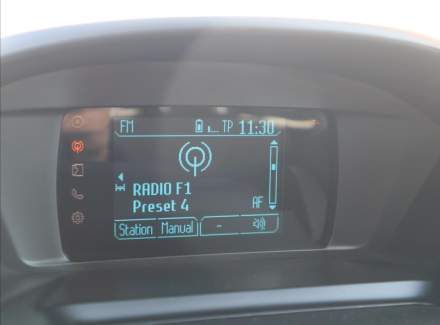 FM TP 11:30
RADIO F1
Preset 4 AF
Station Manual -